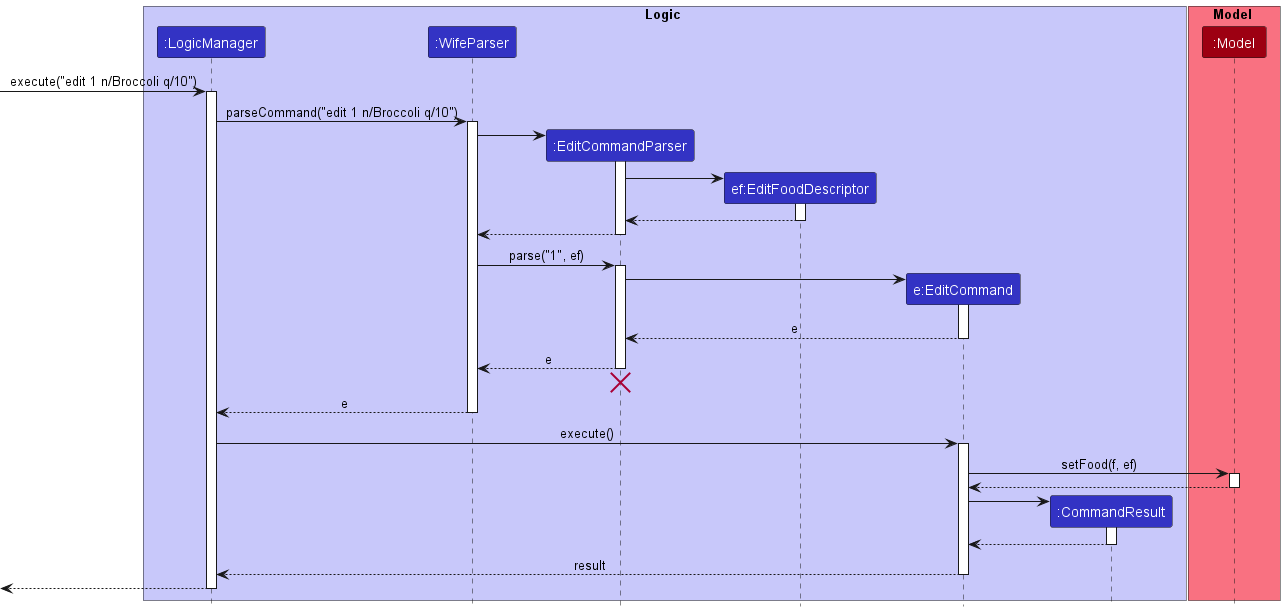 Logic
Model
:LogicManager
:WifeParser
:Model
execute("edit 1 n/Broccoli q/10")
parseCommand("edit 1 n/Broccoli q/10")
:EditCommandParser
ef:EditFoodDescriptor
parse("1", ef)
e:EditCommand
e
e
e
execute()
setFood(f, ef)
:CommandResult
result